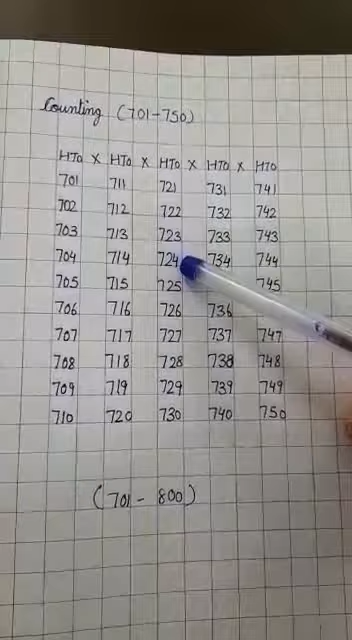 Counting (701-750)
HTO X HTO X HTO X HTO X HTO
701 711 721 731 741
702 712 722 732 742
703 713 723 733 743
704 714 724 734 744
705 715 725 745
706 716 726 736
707 717 727 737 747
708 718 728 738 748
709 719 729 739 749
710 720 730 740 750
(701 - 800)